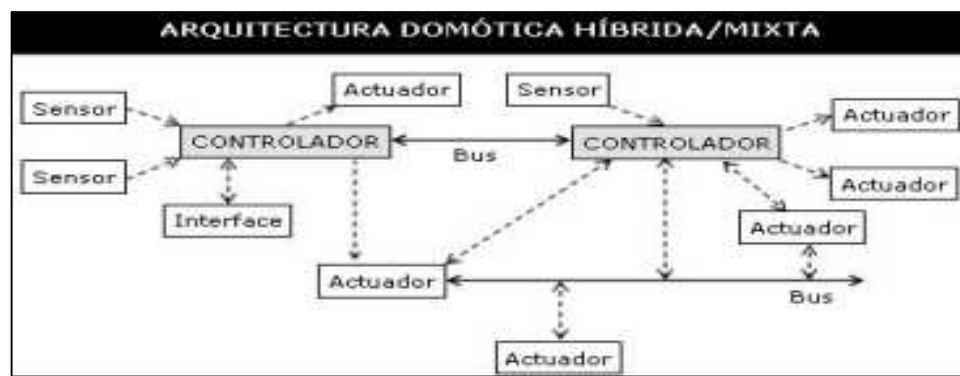 ARQUITECTURA DOMÓTICA HÍBRIDA/MIXTA
Actuador
Sensor
Sensor
Actuador
CONTROLADOR
Bus
CONTROLADOR
Sensor
Actuador
Interface
Actuador
Actuador
Bus
Actuador